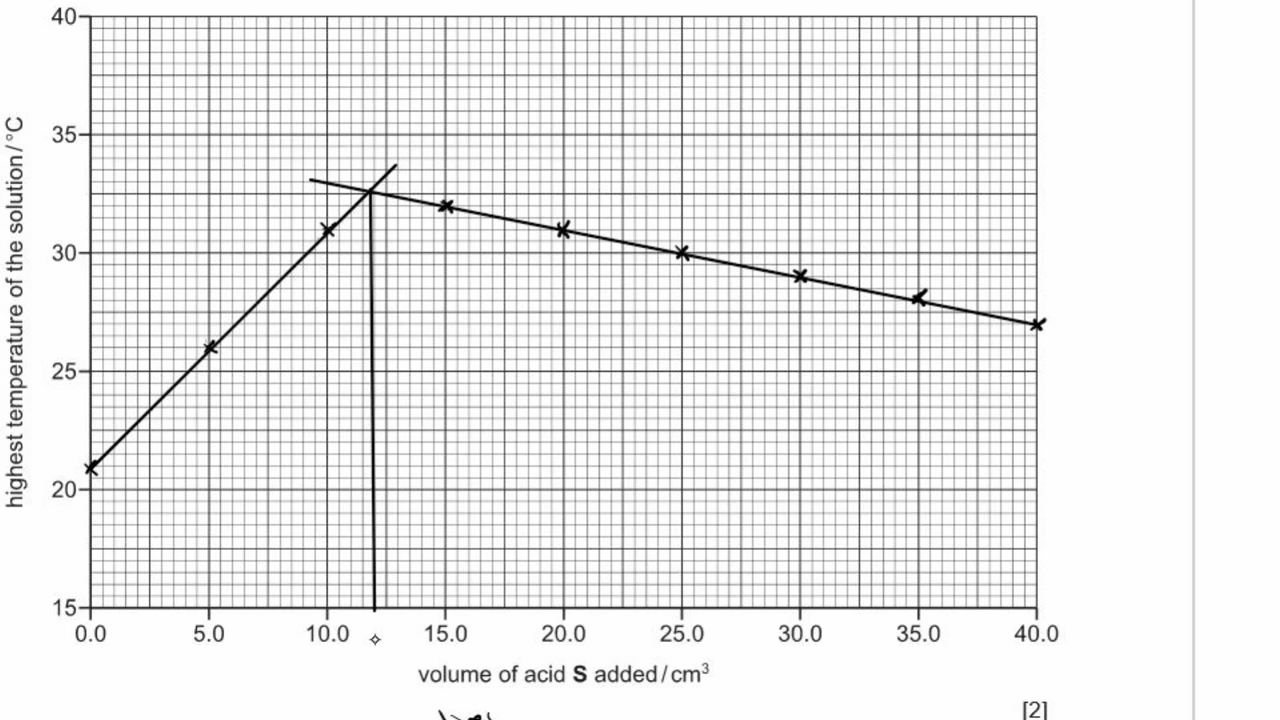 40
35
30
25
20
15
highest temperature of the solution / °C
0.0 5.0 10.0 15.0 20.0 25.0 30.0 35.0 40.0
volume of acid S added / cm³
[2]